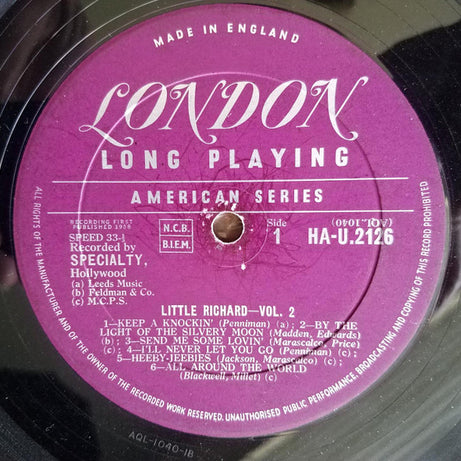 MADE IN ENGLAND
LONDON
LONG PLAYING
AMERICAN SERIES
RECORDING FIRST
PUBLISHED 1958
SPEED 33-⅓
Recorded by
SPECIALTY,
Hollywood
(a) Leeds Music
(b) Feldman & Co.
(c) M.C.P.S.
N.C.B.
B.I.E.M.
Side
1
(AQL.1040)
HA-U.2126
LITTLE RICHARD—VOL. 2
1—KEEP A KNOCKIN' (Penniman) (a); 2—BY THE
LIGHT OF THE SILVERY MOON (Madden, Edwards)
(b); 3—SEND ME SOME LOVIN' (Marascalco, Price)
(c); 4—I'LL NEVER LET YOU GO (Penniman) (c);
5—HEEBY-JEEBIES (Jackson, Marascalco) (c);
6—ALL AROUND THE WORLD
(Blackwell, Millet) (c)
ALL RIGHTS OF THE MANUFACTURER AND OF THE OWNER OF THE RECORDED WORK RESERVED. UNAUTHORISED PUBLIC PERFORMANCE, BROADCASTING AND COPYING OF THIS RECORD PROHIBITED
AQL-1040-1B